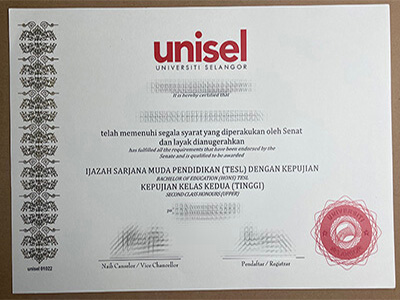 unisel
UNIVERSITI SELANGOR
It is hereby certified that
telah memenuhi segala syarat yang diperakukan oleh Senat
dan layak dianugerahkan
has fulfilled all the requirements that have been endorsed by the
Senate and is qualified to be awarded
IJAZAH SARJANA MUDA PENDIDIKAN (TESL) DENGAN KEPUJIAN
BACHELOR OF EDUCATION (HONS) TESL
KEPUJIAN KELAS KEDUA (TINGGI)
SECOND CLASS HONOURS (UPPER)
Naib Canselor / Vice Chancellor
Pendaftar / Registrar
unisel 01022
UNIVERSITI